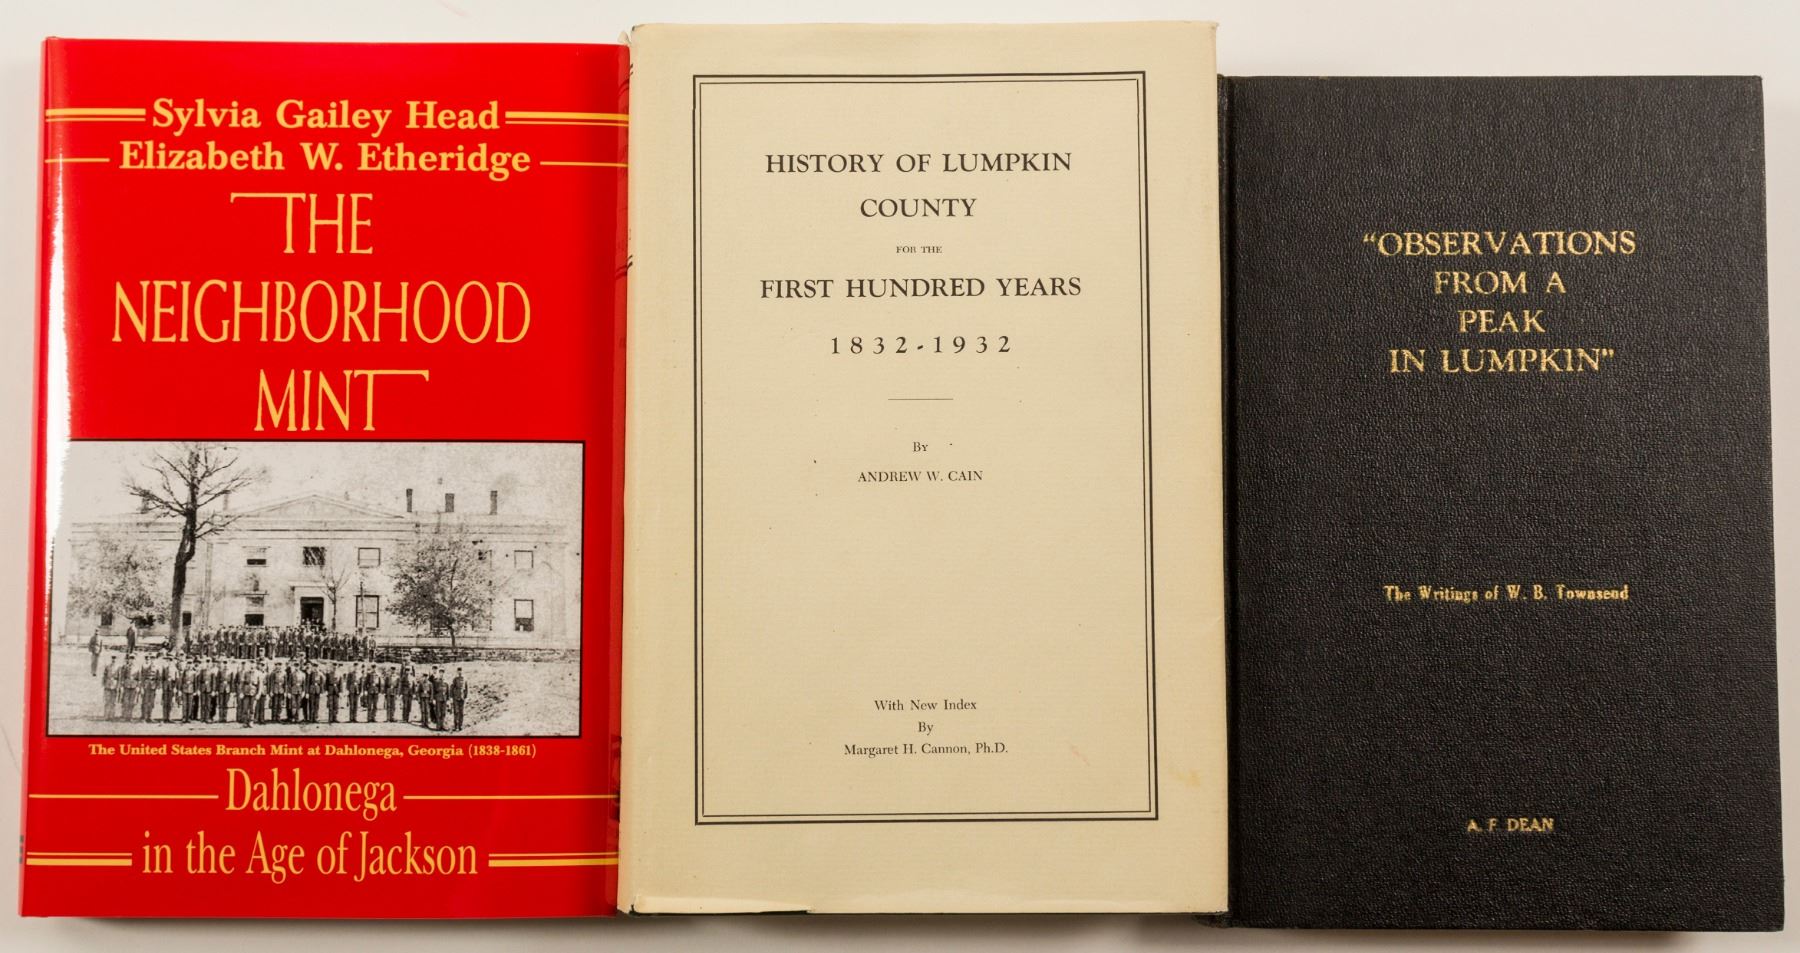 Sylvia Gailey Head
Elizabeth W. Etheridge
THE
NEIGHBORHOOD
MINT
The United States Branch Mint at Dahlonega, Georgia (1838-1861)
Dahlonega
in the Age of Jackson
HISTORY OF LUMPKIN
COUNTY
FOR THE
FIRST HUNDRED YEARS
1832-1932
By
ANDREW W. CAIN
With New Index
By
Margaret H. Cannon, Ph.D.
"OBSERVATIONS
FROM A
PEAK
IN LUMPKIN"
The Writings of W. B. Townsend
A. F DEAN